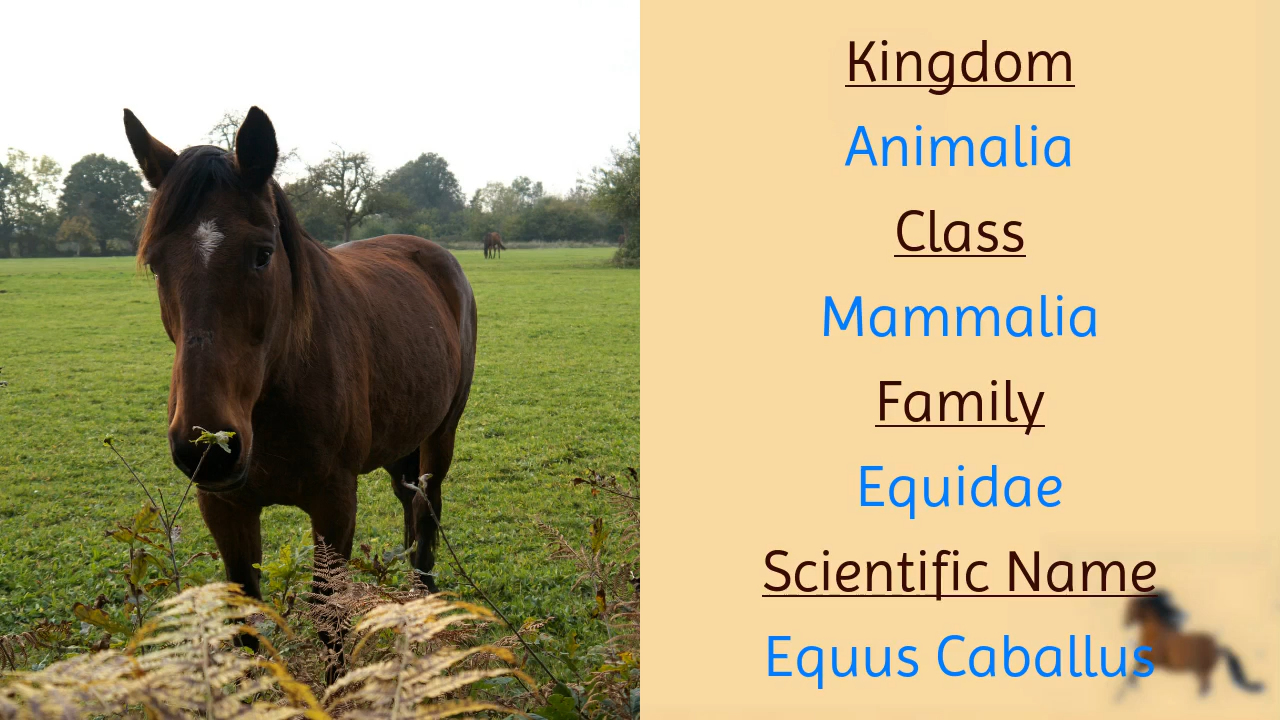 Kingdom
Animalia
Class
Mammalia
Family
Equidae
Scientific Name
Equus Caballus